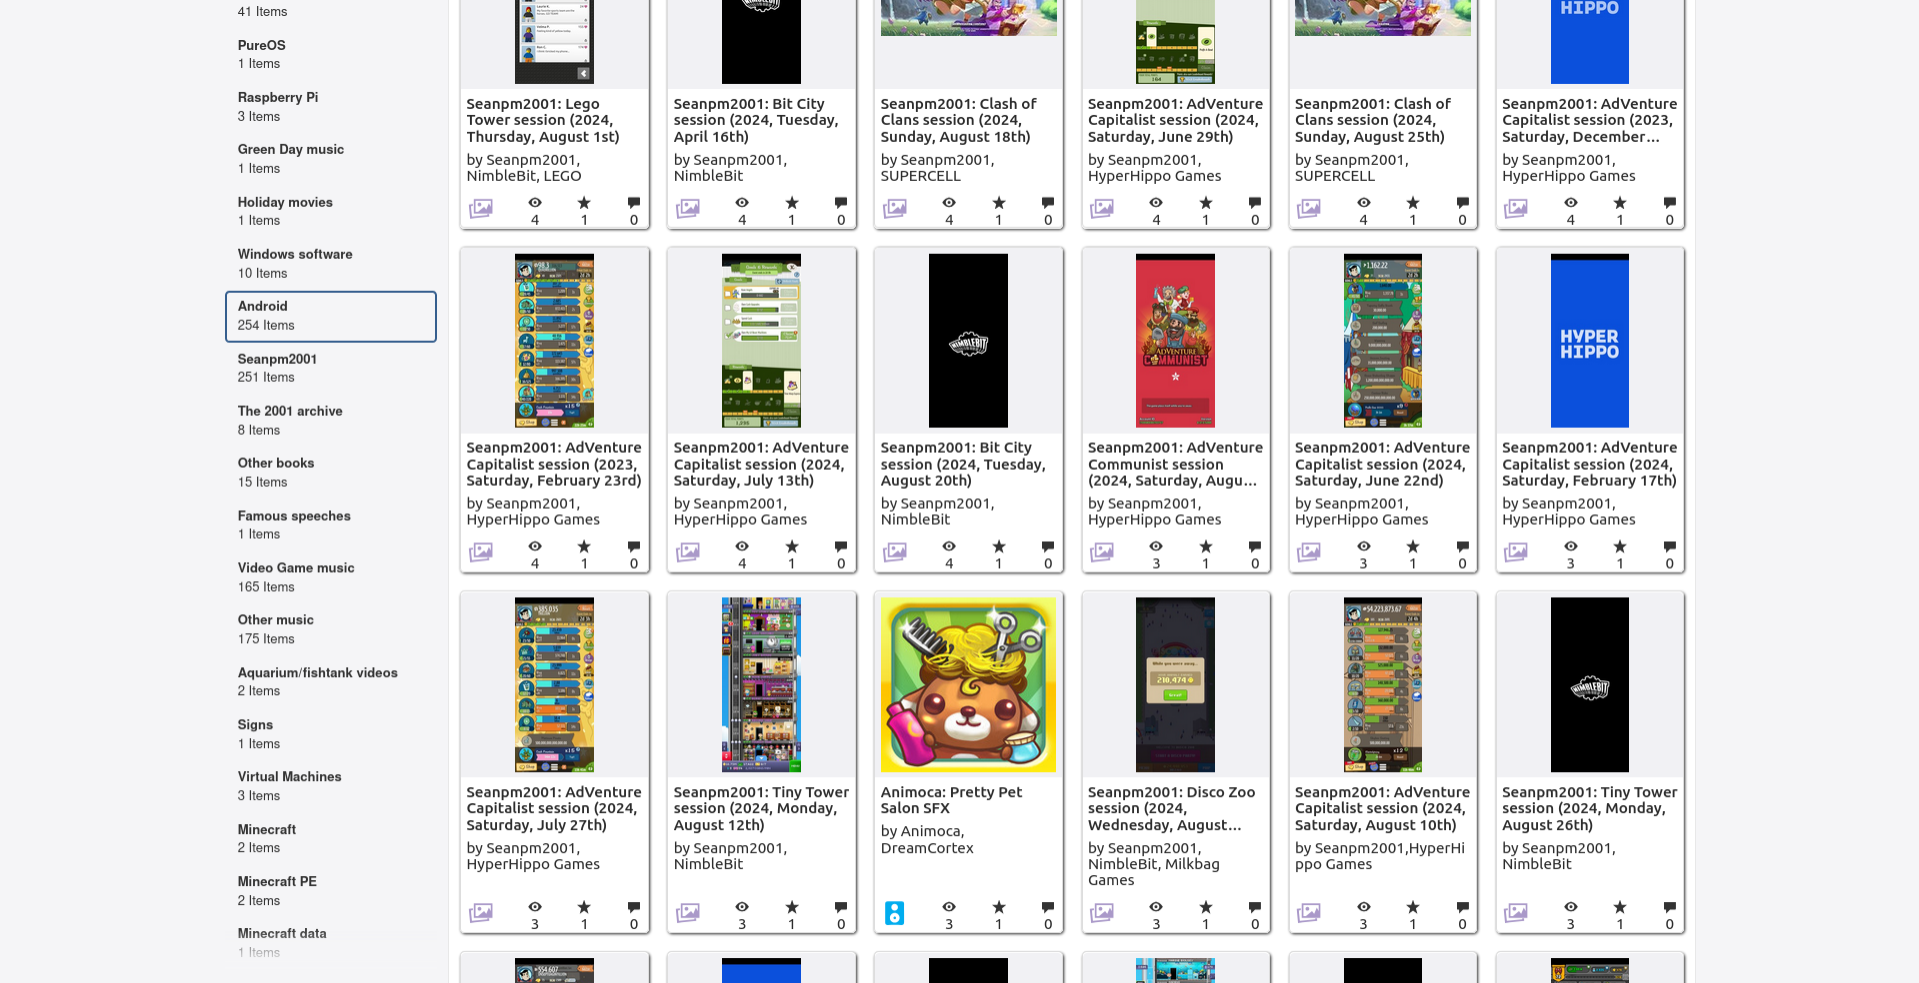 41 Items
PureOS
1 Items
Raspberry Pi
3 Items
Green Day music
1 Items
Holiday movies
1 Items
Windows software
10 Items
Android
254 Items
Seanpm2001
251 Items
The 2001 archive
8 Items
Other books
15 Items
Famous speeches
1 Items
Video Game music
165 Items
Other music
175 Items
Aquarium/fishtank videos
2 Items
Signs
1 Items
Virtual Machines
3 Items
Minecraft
2 Items
Minecraft PE
2 Items
Minecraft data
1 Items
HIPPO
Seanpm2001: Lego
Tower session (2024,
Thursday, August 1st)
by Seanpm2001,
NimbleBit, LEGO
4 1 0
Seanpm2001: Bit City
session (2024, Tuesday,
April 16th)
by Seanpm2001,
NimbleBit
4 1 0
Seanpm2001: Clash of
Clans session (2024,
Sunday, August 18th)
by Seanpm2001,
SUPERCELL
4 1 0
Seanpm2001: AdVenture
Capitalist session (2024,
Saturday, June 29th)
by Seanpm2001,
HyperHippo Games
4 1 0
Seanpm2001: Clash of
Clans session (2024,
Sunday, August 25th)
by Seanpm2001,
SUPERCELL
4 1 0
Seanpm2001: AdVenture
Capitalist session (2023,
Saturday, December...
by Seanpm2001,
HyperHippo Games
4 1 0
Seanpm2001: AdVenture
Capitalist session (2023,
Saturday, February 23rd)
by Seanpm2001,
HyperHippo Games
4 1 0
Seanpm2001: AdVenture
Capitalist session (2024,
Saturday, July 13th)
by Seanpm2001,
HyperHippo Games
4 1 0
NIMBLEBIT
Seanpm2001: Bit City
session (2024, Tuesday,
August 20th)
by Seanpm2001,
NimbleBit
4 1 0
ADVENTURE
COMMUNIST
Seanpm2001: AdVenture
Communist session
(2024, Saturday, Augu...
by Seanpm2001,
HyperHippo Games
3 1 0
1,162.22
Seanpm2001: AdVenture
Capitalist session (2024,
Saturday, June 22nd)
by Seanpm2001,
HyperHippo Games
3 1 0
HYPER
HIPPO
Seanpm2001: AdVenture
Capitalist session (2024,
Saturday, February 17th)
by Seanpm2001,
HyperHippo Games
3 1 0
Seanpm2001: AdVenture
Capitalist session (2024,
Saturday, July 27th)
by Seanpm2001,
HyperHippo Games
3 1 0
Seanpm2001: Tiny Tower
session (2024, Monday,
August 12th)
by Seanpm2001,
NimbleBit
3 1 0
Animoca: Pretty Pet
Salon SFX
by Animoca,
DreamCortex
3 1 0
While you were away...
210,474
Seanpm2001: Disco Zoo
session (2024,
Wednesday, August...
by Seanpm2001,
NimbleBit, Milkbag
Games
3 1 0
54,223,873.67
Seanpm2001: AdVenture
Capitalist session (2024,
Saturday, August 10th)
by Seanpm2001,HyperHi
ppo Games
3 1 0
NIMBLEBIT
Seanpm2001: Tiny Tower
session (2024, Monday,
August 26th)
by Seanpm2001,
NimbleBit
3 1 0